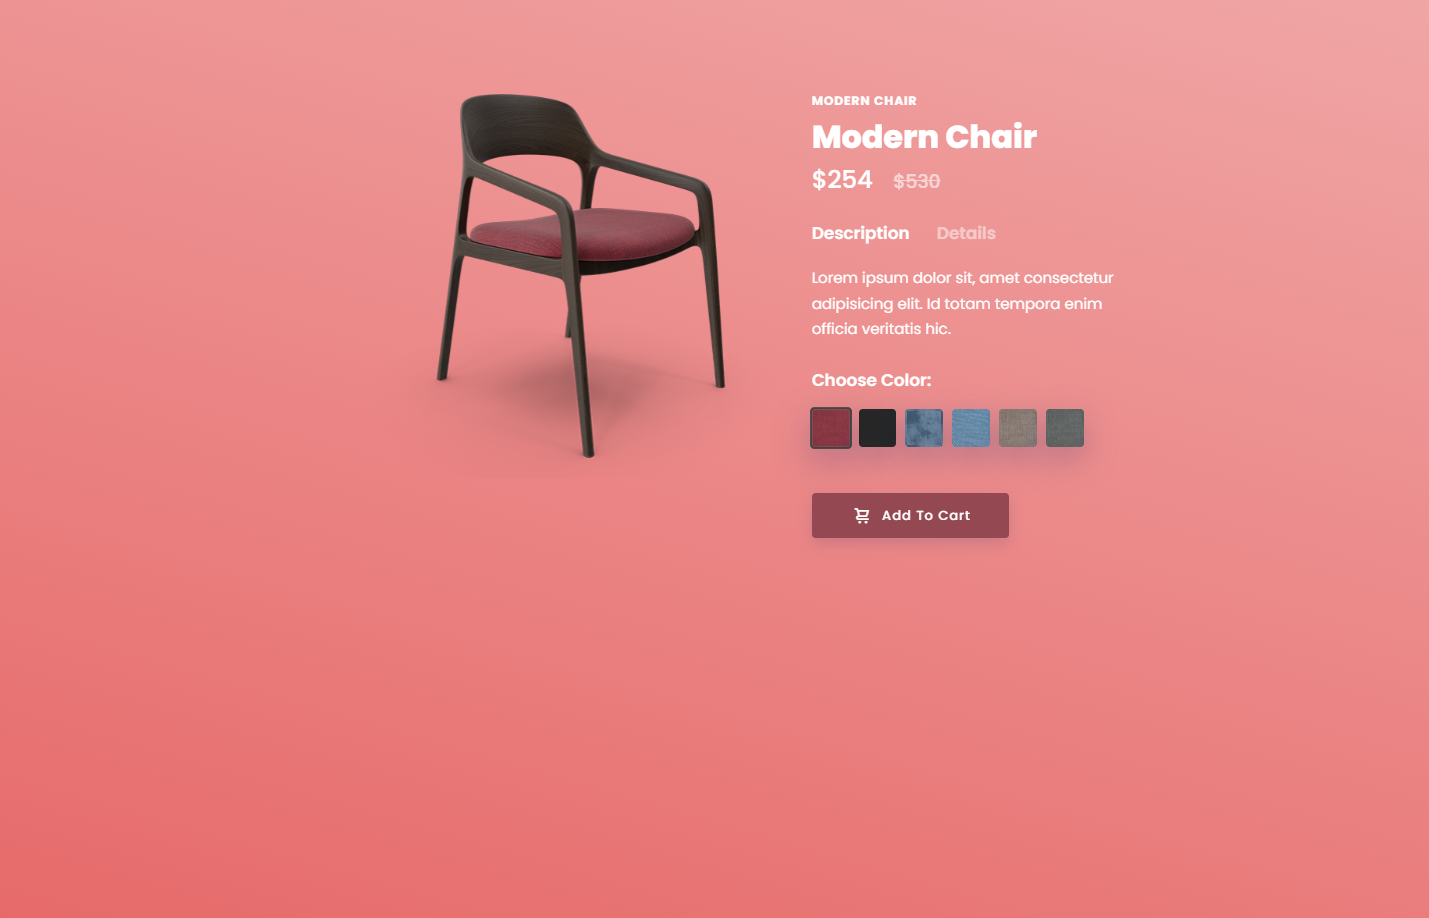 MODERN CHAIR
Modern Chair
$254 $530
Description Details
Lorem ipsum dolor sit, amet consectetur
adipisicing elit. Id totam tempora enim
officia veritatis hic.
Choose Color:
Add To Cart